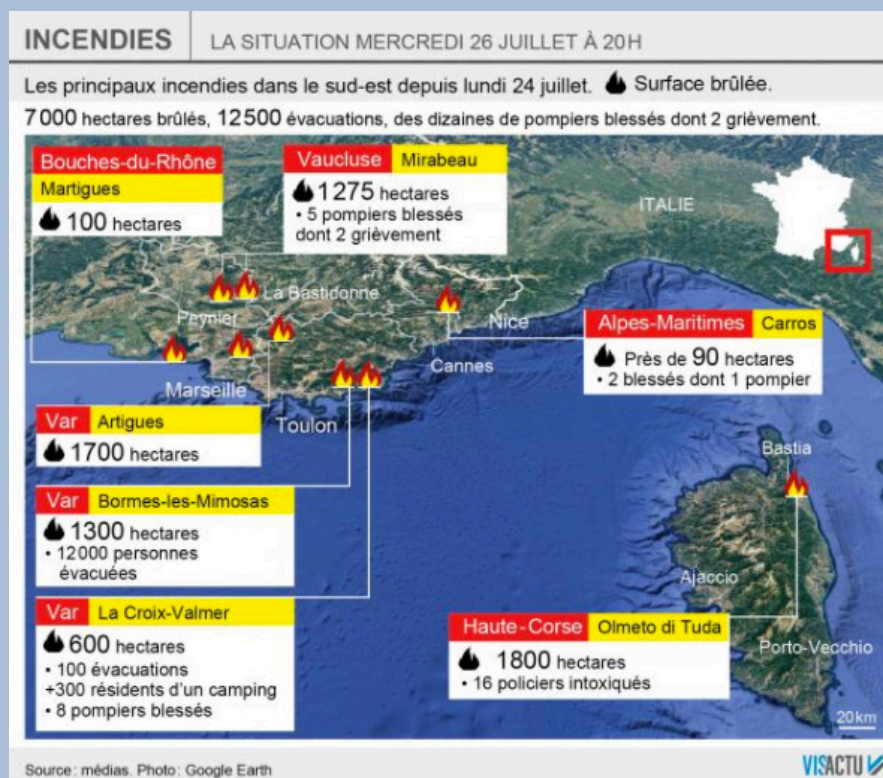 INCENDIES
LA SITUATION MERCREDI 26 JUILLET À 20H
Les principaux incendies dans le sud-est depuis lundi 24 juillet. Surface brûlée.
7 000 hectares brûlés, 12 500 évacuations, des dizaines de pompiers blessés dont 2 grièvement.
Bouches-du-Rhône
Martigues
100 hectares
Vaucluse Mirabeau
1275 hectares
• 5 pompiers blessés
dont 2 grièvement
ITALIE
La Bastidonne
Peynier
Nice
Cannes
Marseille
Toulon
Alpes-Maritimes Carros
Près de 90 hectares
• 2 blessés dont 1 pompier
Var Artigues
1700 hectares
Var Bormes-les-Mimosas
1300 hectares
• 12 000 personnes
évacuées
Var La Croix-Valmer
600 hectares
• 100 évacuations
+300 résidents d'un camping
• 8 pompiers blessés
Bastia
Ajaccio
Haute-Corse Olmeto di Tuda
1800 hectares
• 16 policiers intoxiqués
Porto-Vecchio
20 km
Source : médias. Photo : Google Earth
VISACTU